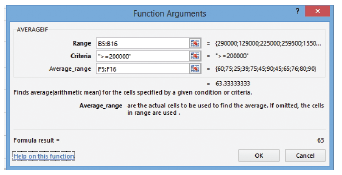 Function Arguments
? ×
AVERAGEIF
Range B5:B16 = {290000;129000;225000;259500;1550...
Criteria ">=200000" = ">=200000"
Average_range F5:F16 = {60;75;25;39;75;45;90;45;65;76;80;90}
= 63.33333333
Finds average(arithmetic mean) for the cells specified by a given condition or criteria.
Average_range are the actual cells to be used to find the average. If omitted, the cells
in range are used .
Formula result = 65
Help on this function
OK Cancel